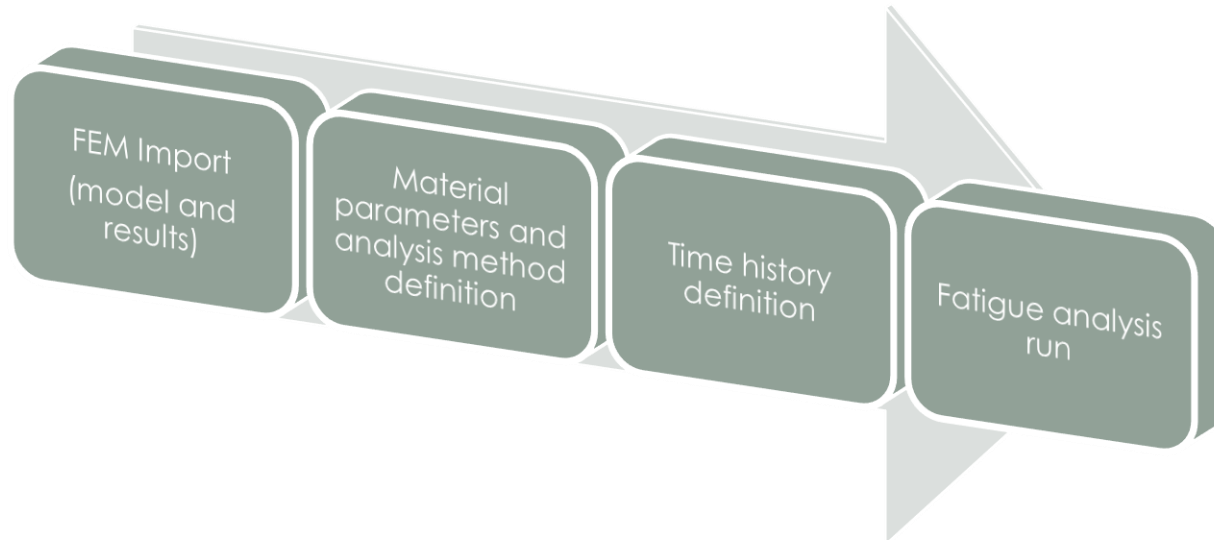 FEM Import
(model and
results)
Material
parameters and
analysis method
definition
Time history
definition
Fatigue analysis
run